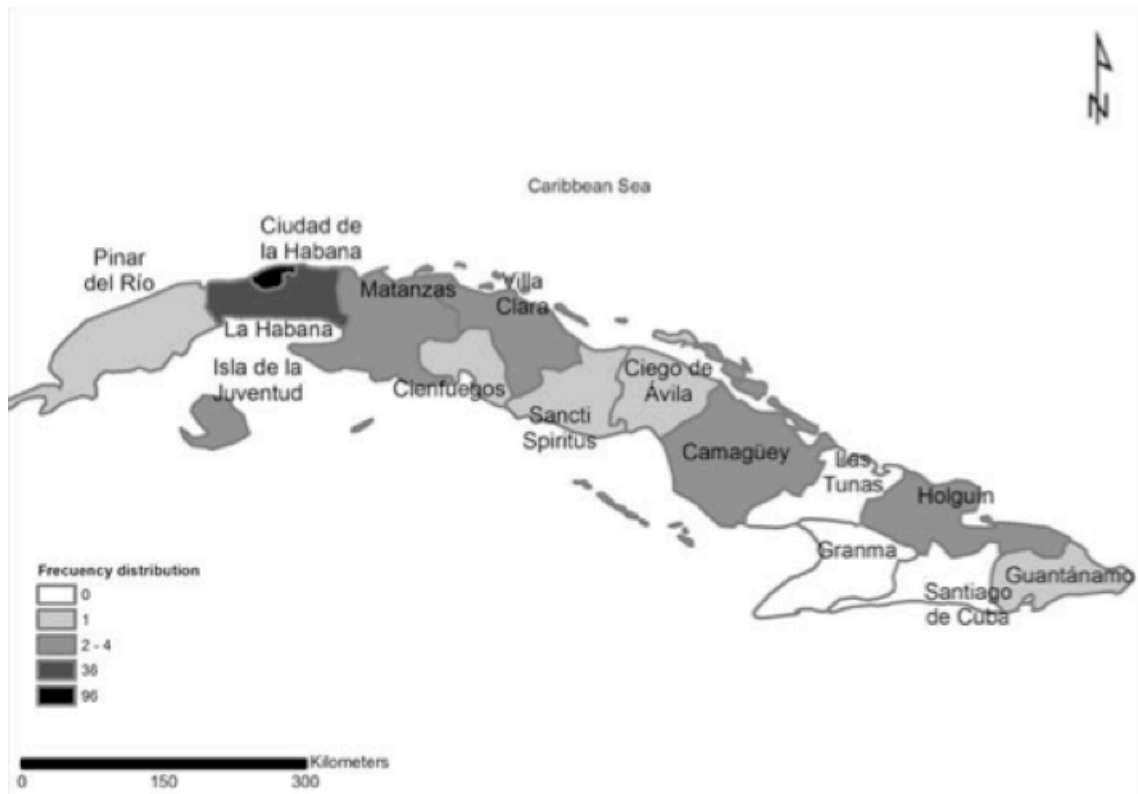 N
Caribbean Sea
Ciudad de
la Habana
Pinar
del Río
Matanzas
Villa
Clara
La Habana
Isla de la
Juventud
Cienfuegos
Ciego de
Ávila
Sancti
Spiritus
Camagüey
Las
Tunas
Holguín
Granma
Guantánamo
Santiago
de Cuba
Frecuency distribution
0
1
2 - 4
36
96
Kilometers
0 150 300